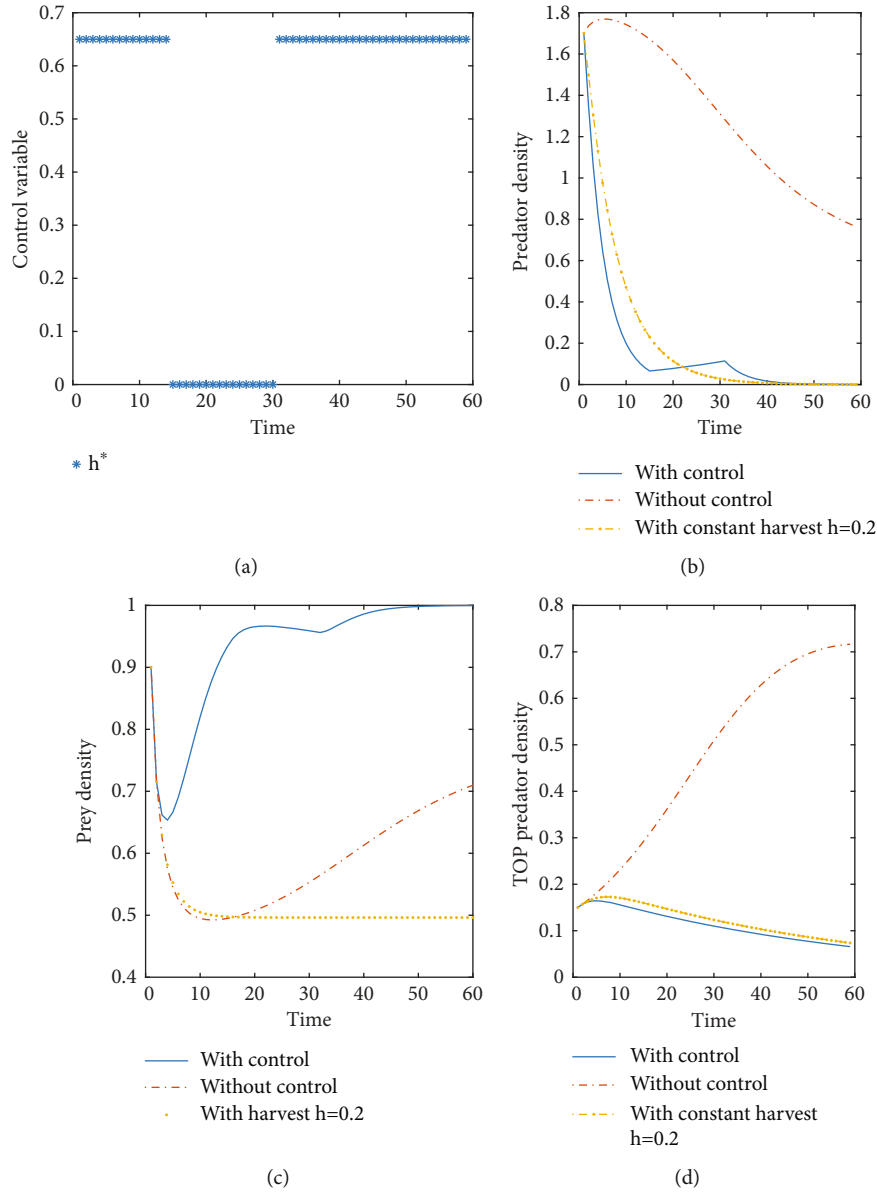 0.7
0.6
0.5
0.4
0.3
0.2
0.1
0
Control variable
0
10
20
30
40
50
60
Time
* h*
(a)
1.8
1.6
1.4
1.2
1
0.8
0.6
0.4
0.2
0
Predator density
0
10
20
30
40
50
60
Time
With control
Without control
With constant harvest h=0.2
(b)
1
0.9
0.8
0.7
0.6
0.5
0.4
Prey density
0
10
20
30
40
50
60
Time
With control
Without control
With harvest h=0.2
(c)
0.8
0.7
0.6
0.5
0.4
0.3
0.2
0.1
0
TOP predator density
0
10
20
30
40
50
60
Time
With control
Without control
With constant harvest
h=0.2
(d)